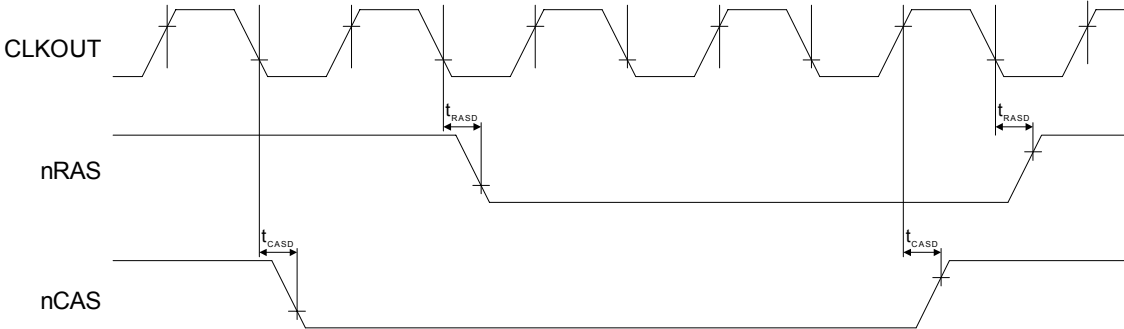 CLKOUT
tRASD
tRASD
nRAS
tCASD
tCASD
nCAS